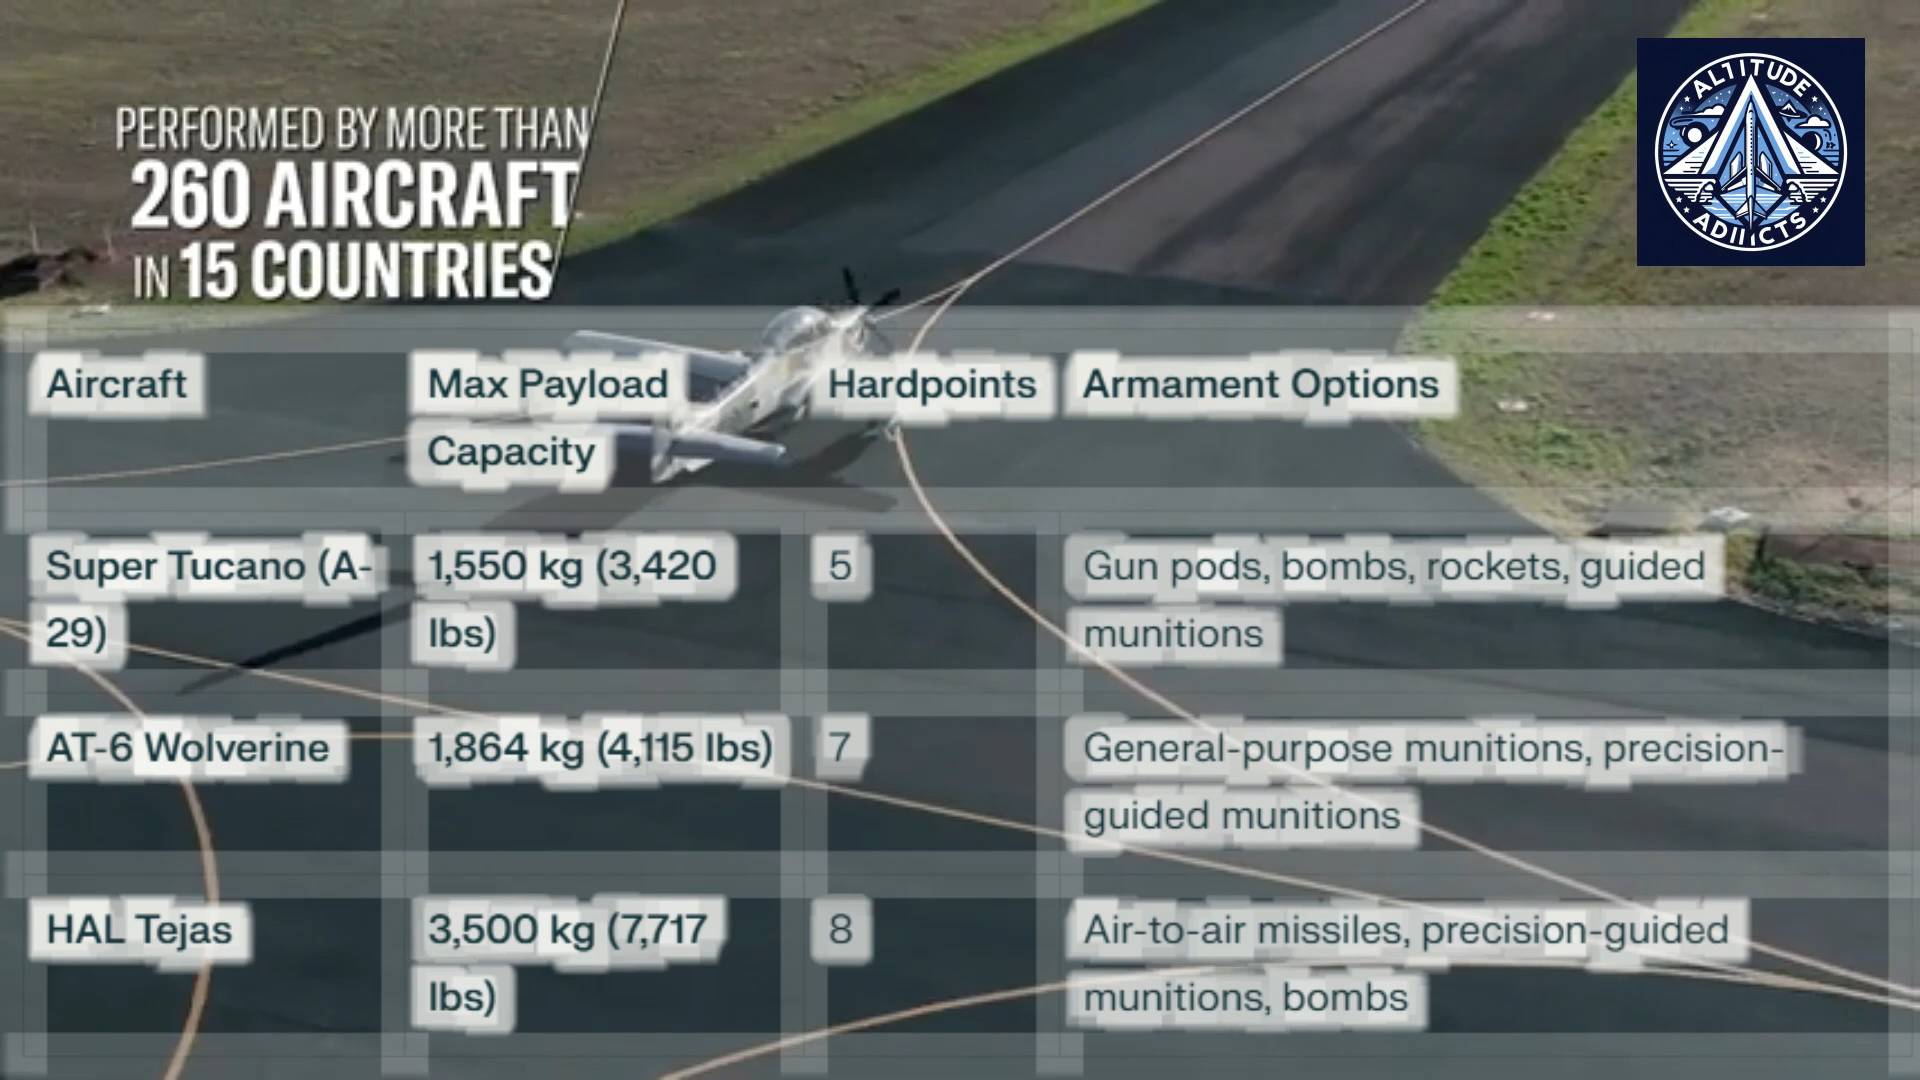 PERFORMED BY MORE THAN
260 AIRCRAFT
IN 15 COUNTRIES
ALTIITUDE
ADIIICTS
Aircraft
Max Payload
Capacity
Hardpoints
Armament Options
Super Tucano (A-
29)
1,550 kg (3,420
lbs)
5
Gun pods, bombs, rockets, guided
munitions
AT-6 Wolverine
1,864 kg (4,115 lbs)
7
General-purpose munitions, precision-
guided munitions
HAL Tejas
3,500 kg (7,717
lbs)
8
Air-to-air missiles, precision-guided
munitions, bombs